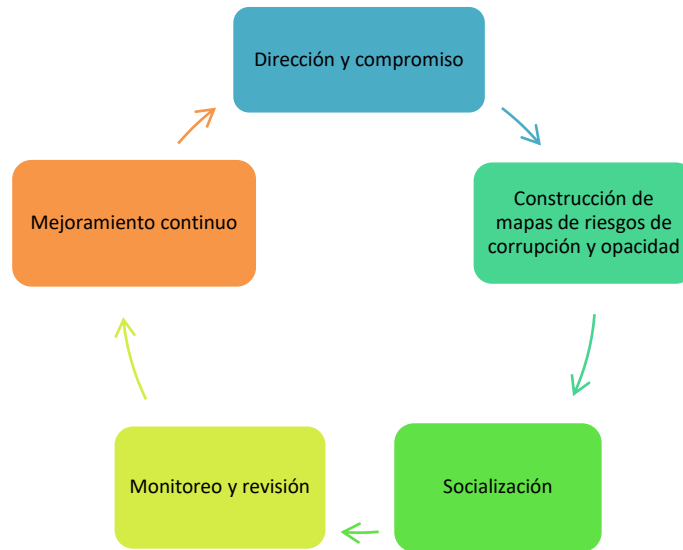 Dirección y compromiso
Construcción de
mapas de riesgos de
corrupción y opacidad
Socialización
Monitoreo y revisión
Mejoramiento continuo